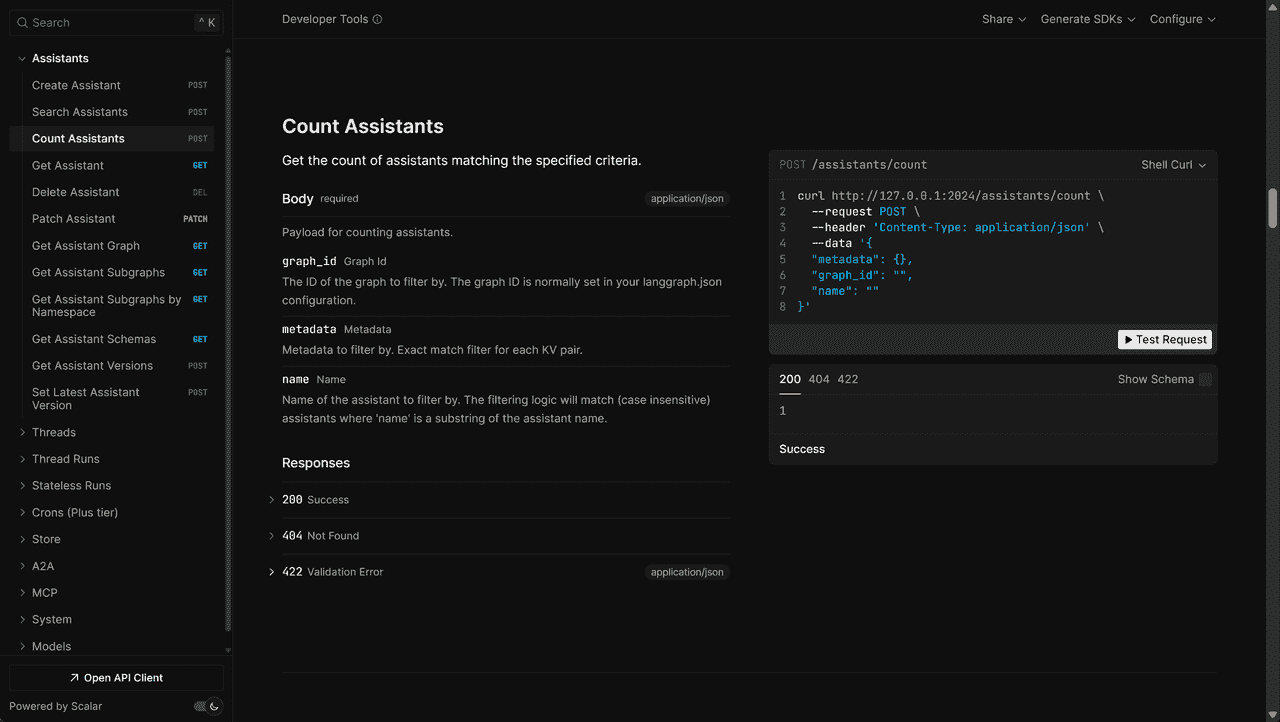 Search
^ K
Assistants
Create Assistant POST
Search Assistants POST
Count Assistants POST
Get Assistant GET
Delete Assistant DEL
Patch Assistant PATCH
Get Assistant Graph GET
Get Assistant Subgraphs GET
Get Assistant Subgraphs by GET
Namespace
Get Assistant Schemas GET
Get Assistant Versions POST
Set Latest Assistant POST
Version
Threads
Thread Runs
Stateless Runs
Crons (Plus tier)
Store
A2A
MCP
System
Models
Open API Client
Powered by Scalar
Developer Tools
Share
Generate SDKs
Configure
Count Assistants
Get the count of assistants matching the specified criteria.
Body required application/json
Payload for counting assistants.
graph_id Graph Id
The ID of the graph to filter by. The graph ID is normally set in your langgraph.json
configuration.
metadata Metadata
Metadata to filter by. Exact match filter for each KV pair.
name Name
Name of the assistant to filter by. The filtering logic will match (case insensitive)
assistants where 'name' is a substring of the assistant name.
Responses
200 Success
404 Not Found
422 Validation Error application/json
POST /assistants/count Shell Curl
1 curl http://127.0.0.1:2024/assistants/count \
2 --request POST \
3 --header 'Content-Type: application/json' \
4 --data '{
5 "metadata": {},
6 "graph_id": "",
7 "name": ""
8 }'
Test Request
200 404 422 Show Schema
1
Success